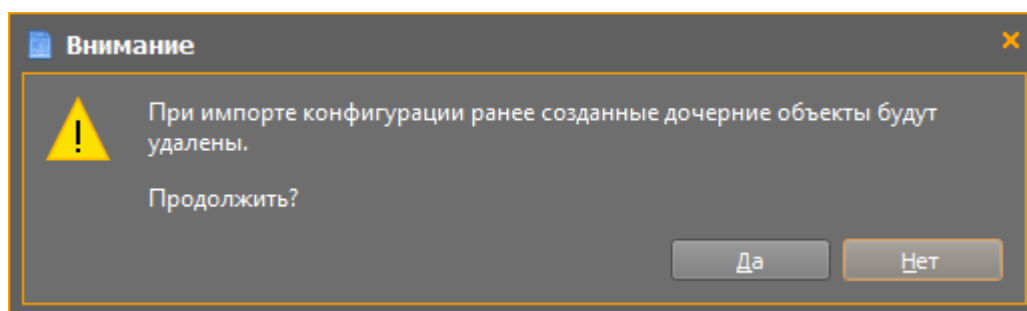 Внимание
При импорте конфигурации ранее созданные дочерние объекты будут
удалены.
Продолжить?
Да
Нет